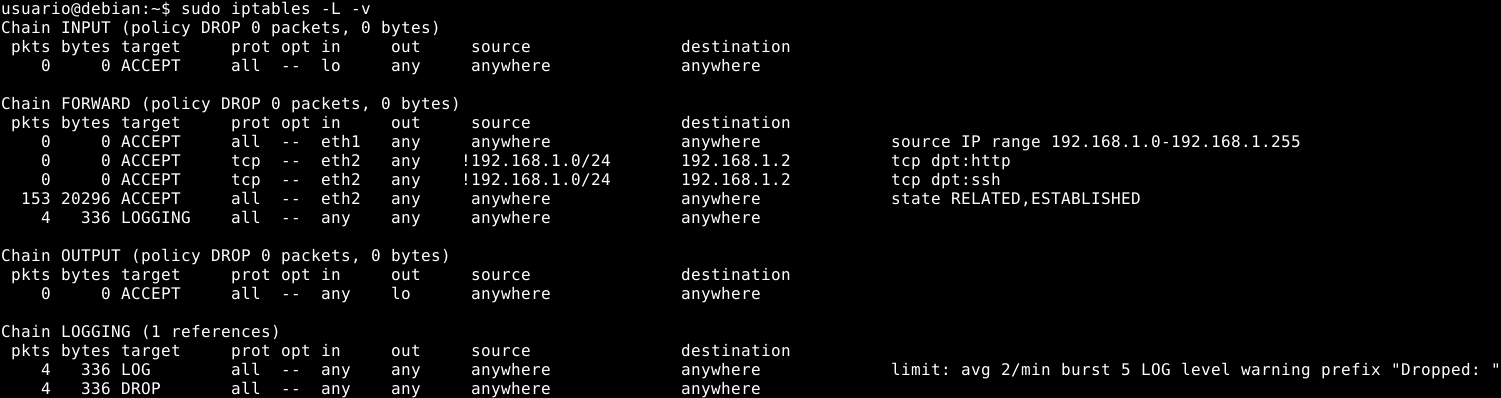 usuario@debian:~$ sudo iptables -L -v
Chain INPUT (policy DROP 0 packets, 0 bytes)
 pkts bytes target     prot opt in     out     source               destination
    0     0 ACCEPT     all  --  lo     any     anywhere             anywhere

Chain FORWARD (policy DROP 0 packets, 0 bytes)
 pkts bytes target     prot opt in     out     source               destination
    0     0 ACCEPT     all  --  eth1   any     anywhere             anywhere             source IP range 192.168.1.0-192.168.1.255
    0     0 ACCEPT     tcp  --  eth2   any    !192.168.1.0/24       192.168.1.2          tcp dpt:http
    0     0 ACCEPT     tcp  --  eth2   any    !192.168.1.0/24       192.168.1.2          tcp dpt:ssh
  153 20296 ACCEPT     all  --  eth2   any     anywhere             anywhere             state RELATED,ESTABLISHED
    4   336 LOGGING    all  --  any    any     anywhere             anywhere

Chain OUTPUT (policy DROP 0 packets, 0 bytes)
 pkts bytes target     prot opt in     out     source               destination
    0     0 ACCEPT     all  --  any    lo      anywhere             anywhere

Chain LOGGING (1 references)
 pkts bytes target     prot opt in     out     source               destination
    4   336 LOG        all  --  any    any     anywhere             anywhere             limit: avg 2/min burst 5 LOG level warning prefix "Dropped: "
    4   336 DROP       all  --  any    any     anywhere             anywhere